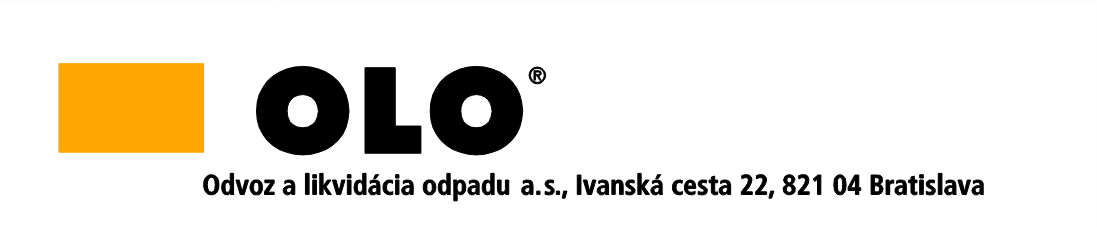 OLO®
Odvoz a likvidácia odpadu a.s., Ivanská cesta 22, 821 04 Bratislava